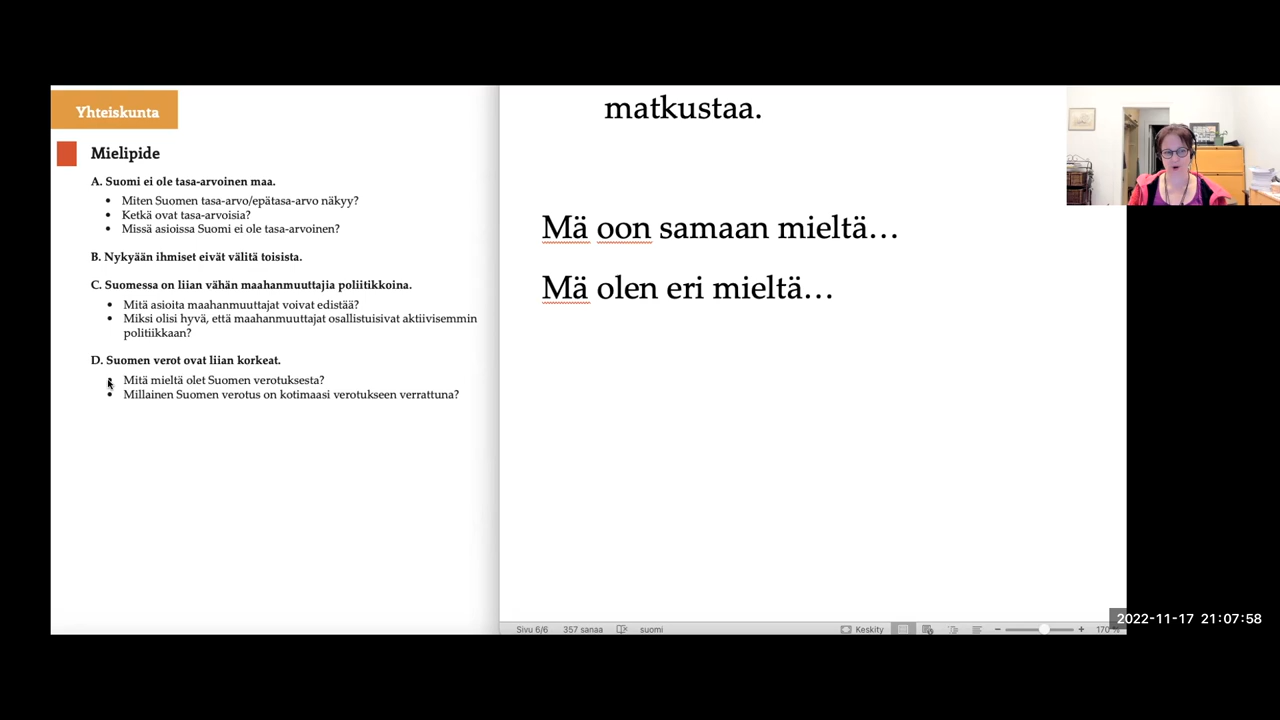 Yhteiskunta
Mielipide
A. Suomi ei ole tasa-arvoinen maa.
• Miten Suomen tasa-arvo/epätasa-arvo näkyy?
• Ketkä ovat tasa-arvoisia?
• Missä asioissa Suomi ei ole tasa-arvoinen?
B. Nykyään ihmiset eivät välitä toisista.
C. Suomessa on liian vähän maahanmuuttajia poliitikkoina.
• Mitä asioita maahanmuuttajat voivat edistää?
• Miksi olisi hyvä, että maahanmuuttajat osallistuisivat aktiivisemmin
politiikkaan?
D. Suomen verot ovat liian korkeat.
• Mitä mieltä olet Suomen verotuksesta?
• Millainen Suomen verotus on kotimaasi verotukseen verrattuna?
matkustaa.
Mä oon samaan mieltä…
Mä olen eri mieltä…
Sivu 6/6 357 sanaa suomi Keskity 170 %
2022-11-17 21:07:58